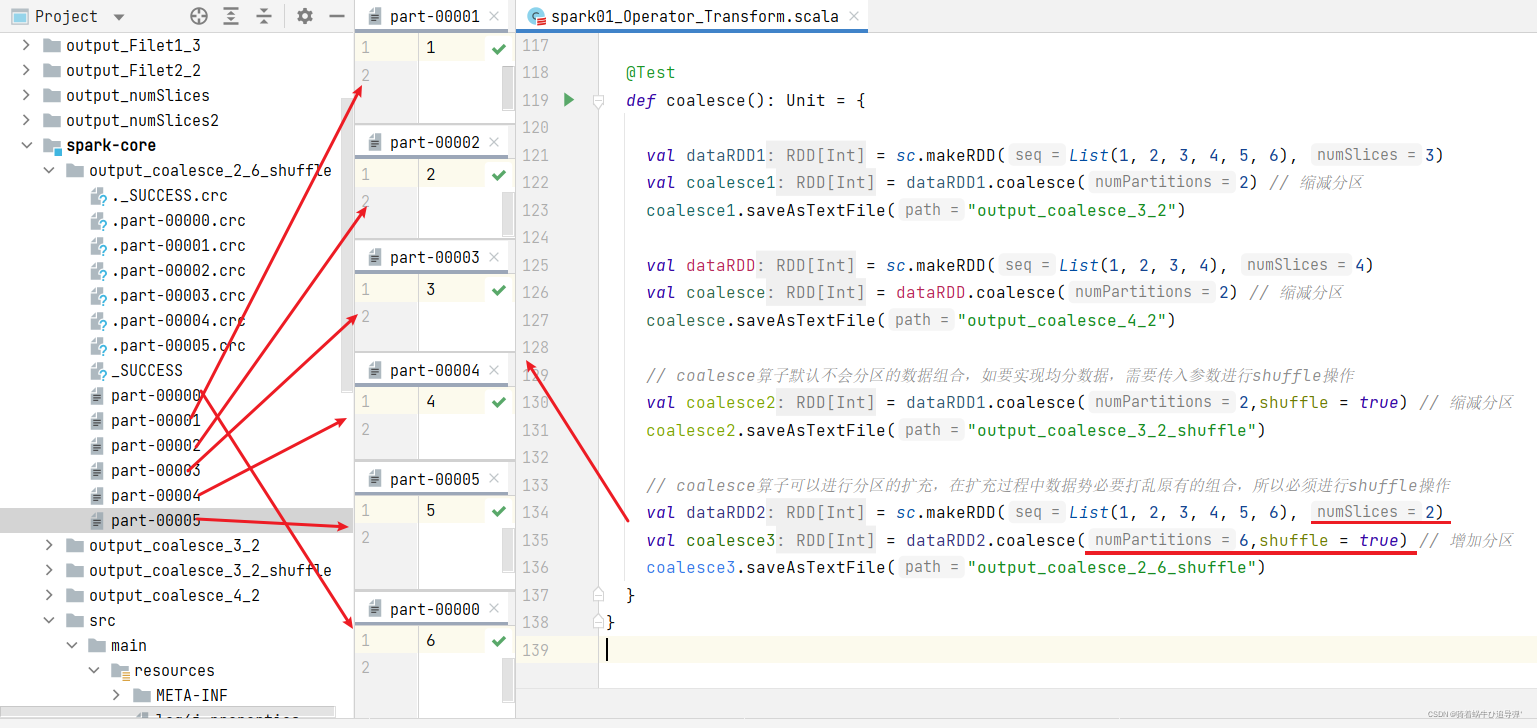 Project
output_Filet1_3
output_Filet2_2
output_numSlices
output_numSlices2
spark-core
output_coalesce_2_6_shuffle
._SUCCESS.crc
.part-00000.crc
.part-00001.crc
.part-00002.crc
.part-00003.crc
.part-00004.crc
.part-00005.crc
_SUCCESS
part-00000
part-00001
part-00002
part-00003
part-00004
part-00005
output_coalesce_3_2
output_coalesce_3_2_shuffle
output_coalesce_4_2
src
main
resources
META-INF
log4j.properties
part-00001
1 1
2
part-00002
1 2
2
part-00003
1 3
2
part-00004
1 4
2
part-00005
1 5
2
part-00000
1 6
2
spark01_Operator_Transform.scala
117
118 @Test
119 def coalesce(): Unit = {
120
121 val dataRDD1: RDD[Int] = sc.makeRDD( seq = List(1, 2, 3, 4, 5, 6), numSlices = 3)
122 val coalesce1: RDD[Int] = dataRDD1.coalesce( numPartitions = 2) // 缩减分区
123 coalesce1.saveAsTextFile( path = "output_coalesce_3_2")
124
125 val dataRDD: RDD[Int] = sc.makeRDD( seq = List(1, 2, 3, 4), numSlices = 4)
126 val coalesce: RDD[Int] = dataRDD.coalesce( numPartitions = 2) // 缩减分区
127 coalesce.saveAsTextFile( path = "output_coalesce_4_2")
128
129 // coalesce算子默认不会分区的数据组合，如要实现均分数据，需要传入参数进行shuffle操作
130 val coalesce2: RDD[Int] = dataRDD1.coalesce( numPartitions = 2,shuffle = true) // 缩减分区
131 coalesce2.saveAsTextFile( path = "output_coalesce_3_2_shuffle")
132
133 // coalesce算子可以进行分区的扩充，在扩充过程中数据势必要打乱原有的组合，所以必须进行shuffle操作
134 val dataRDD2: RDD[Int] = sc.makeRDD( seq = List(1, 2, 3, 4, 5, 6), numSlices = 2)
135 val coalesce3: RDD[Int] = dataRDD2.coalesce( numPartitions = 6,shuffle = true) // 增加分区
136 coalesce3.saveAsTextFile( path = "output_coalesce_2_6_shuffle")
137 }
138 }
139